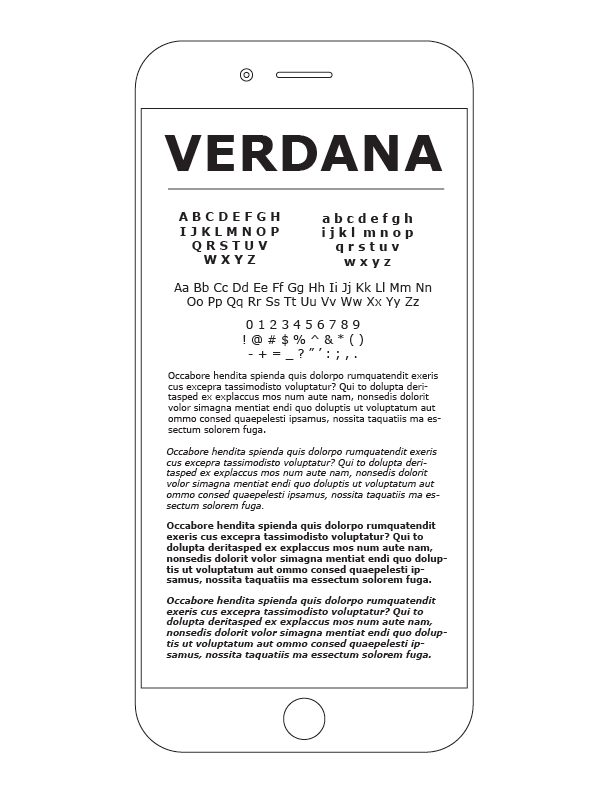 VERDANA
A B C D E F G H
I J K L M N O P
Q R S T U V
W X Y Z
a b c d e f g h
i j k l m n o p
q r s t u v
w x y z
Aa Bb Cc Dd Ee Ff Gg Hh Ii Jj Kk Ll Mm Nn
Oo Pp Qq Rr Ss Tt Uu Vv Ww Xx Yy Zz
0 1 2 3 4 5 6 7 8 9
! @ # $ % ^ & * ( )
- + = _ ? ” ’ : ; , .
Occabore hendita spienda quis dolorpo rumquatendit exeris
cus excepra tassimodisto voluptatur? Qui to dolupta deri-
tasped ex explaccus mos num aute nam, nonsedis dolorit
volor simagna mentiat endi quo doluptis ut voluptatum aut
ommo consed quaepelesti ipsamus, nossita taquatiis ma es-
sectum solorem fuga.
Occabore hendita spienda quis dolorpo rumquatendit exeris
cus excepra tassimodisto voluptatur? Qui to dolupta deri-
tasped ex explaccus mos num aute nam, nonsedis dolorit
volor simagna mentiat endi quo doluptis ut voluptatum aut
ommo consed quaepelesti ipsamus, nossita taquatiis ma es-
sectum solorem fuga.
Occabore hendita spienda quis dolorpo rumquatendit
exeris cus excepra tassimodisto voluptatur? Qui to
dolupta deritasped ex explaccus mos num aute nam,
nonsedis dolorit volor simagna mentiat endi quo dolup-
tis ut voluptatum aut ommo consed quaepelesti ip-
samus, nossita taquatiis ma essectum solorem fuga.
Occabore hendita spienda quis dolorpo rumquatendit
exeris cus excepra tassimodisto voluptatur? Qui to
dolupta deritasped ex explaccus mos num aute nam,
nonsedis dolorit volor simagna mentiat endi quo dolup-
tis ut voluptatum aut ommo consed quaepelesti ip-
samus, nossita taquatiis ma essectum solorem fuga.